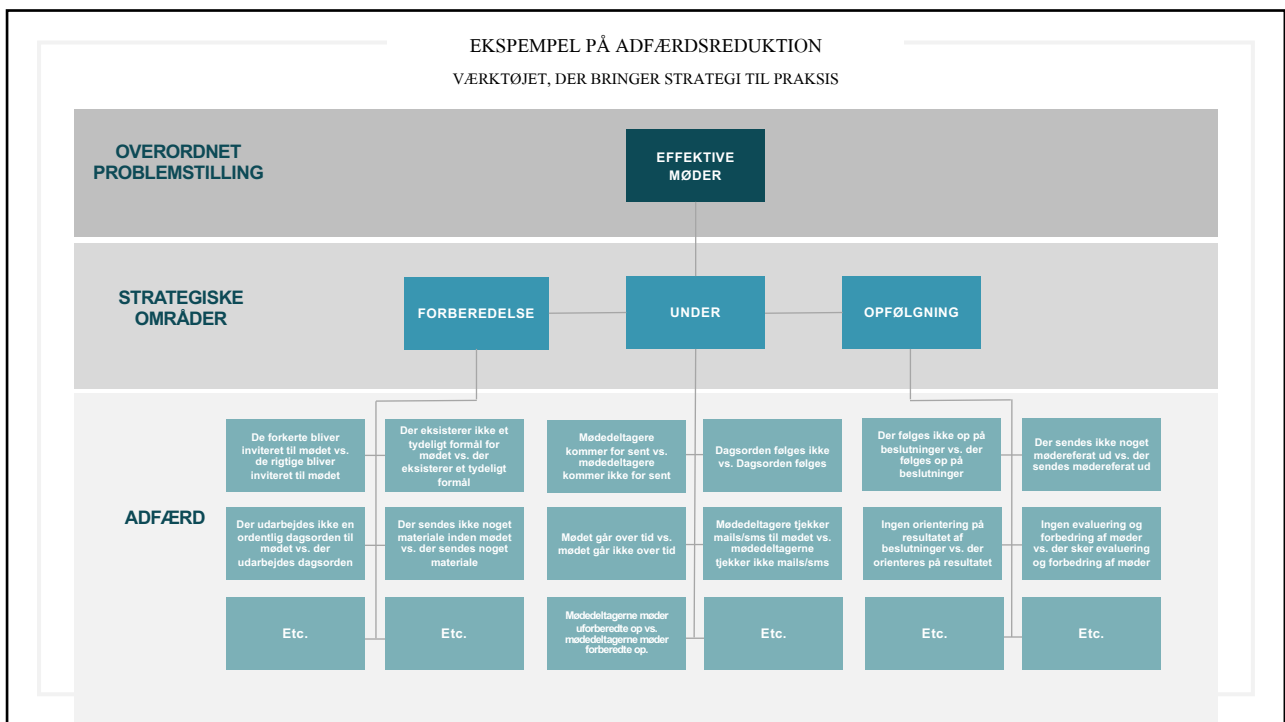 EKSPEMPEL PÅ ADFÆRDSREDUKTION
VÆRKTØJET, DER BRINGER STRATEGI TIL PRAKSIS
OVERORDNET
PROBLEMSTILLING
EFFEKTIVE
MØDER
STRATEGISKE
OMRÅDER
FORBEREDELSE
UNDER
OPFØLGNING
ADFÆRD
De forkerte bliver
inviteret til mødet vs.
de rigtige bliver
inviteret til mødet
Der eksisterer ikke et
tydeligt formål for
mødet vs. der
eksisterer et tydeligt
formål
Mødedeltagere
kommer for sent vs.
mødedeltagere
kommer ikke for sent
Dagsorden følges ikke
vs. Dagsorden følges
Der følges ikke op på
beslutninger vs. der
følges op på
beslutninger
Der sendes ikke noget
mødereferat ud vs. der
sendes mødereferat ud
Der udarbejdes ikke en
ordentlig dagsorden til
mødet vs. der
udarbejdes dagsorden
Der sendes ikke noget
materiale inden mødet
vs. der sendes noget
materiale
Mødet går over tid vs.
mødet går ikke over tid
Mødedeltagere tjekker
mails/sms til mødet vs.
mødedeltagerne
tjekker ikke mails/sms
Ingen orientering på
resultatet af
beslutninger vs. der
orienteres på resultatet
Ingen evaluering og
forbedring af møder
vs. der sker evaluering
og forbedring af møder
Etc.
Etc.
Mødedeltagerne møder
uforberedte op vs.
mødedeltagerne møder
forberedte op.
Etc.
Etc.
Etc.